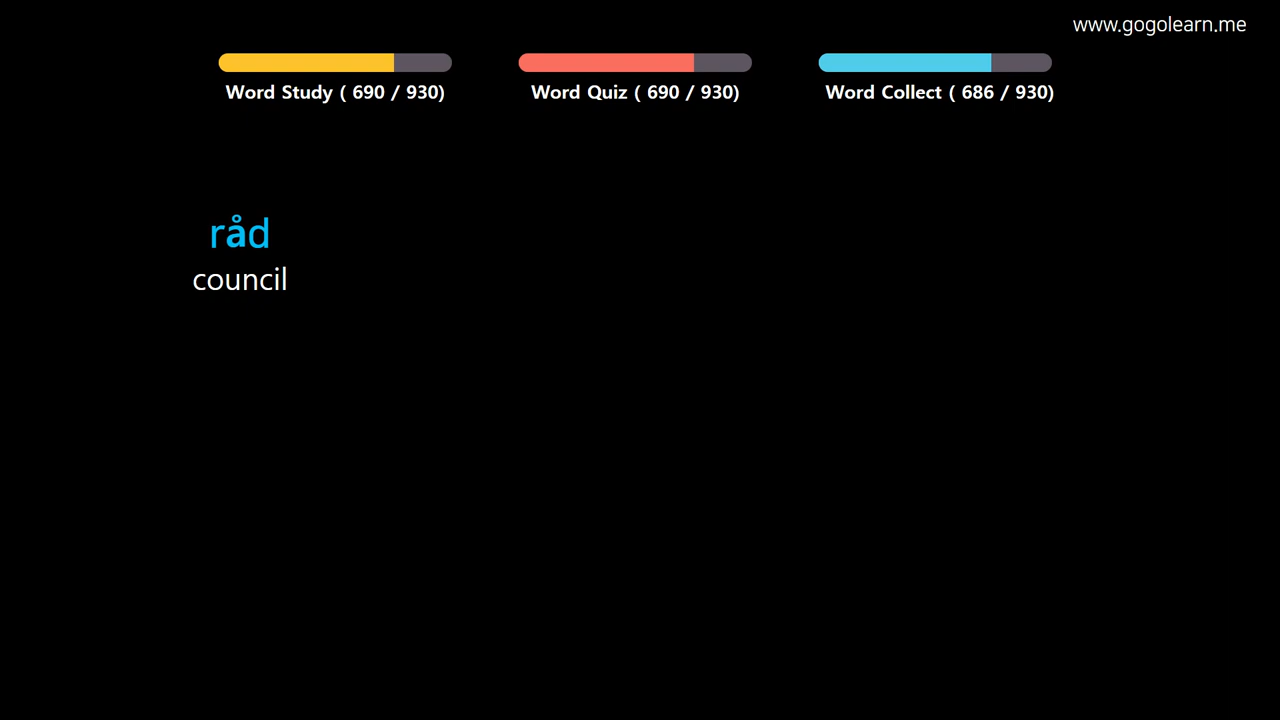 www.gogolearn.me
Word Study ( 690 / 930)
Word Quiz ( 690 / 930)
Word Collect ( 686 / 930)
råd
council